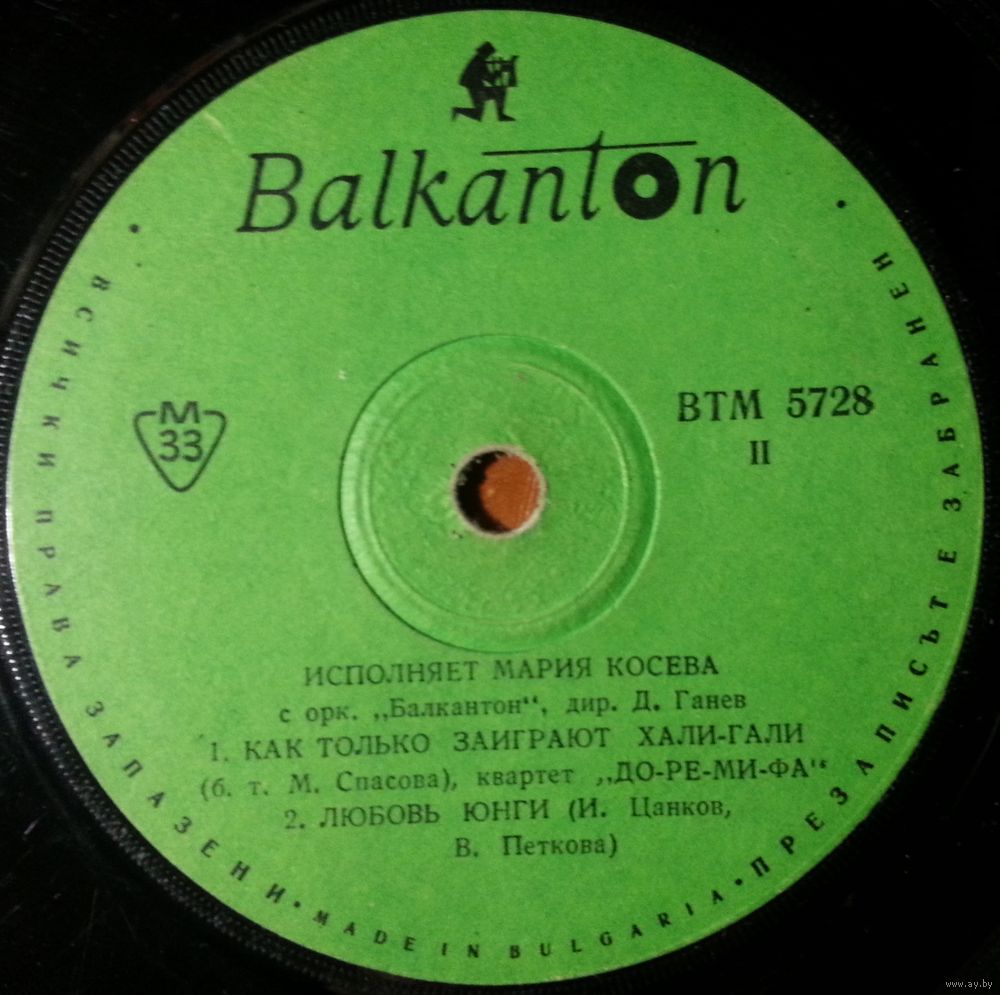 Balkanton
M
33
ВТМ 5728
II
ИСПОЛНЯЕТ МАРИЯ КОСЕВА
с орк. „Балкантон“, дир. Д. Ганев
1. КАК ТОЛЬКО ЗАИГРАЮТ ХАЛИ-ГАЛИ
(б. т. М. Спасова), квартет „ДО-РЕ-МИ-ФА“
2. ЛЮБОВЬ ЮНГИ (И. Цанков,
В. Петкова)
• ВСИЧКИ ПРАВА ЗАПАЗЕНИ • MADE IN BULGARIA • ПРЕЗАПИСЪТ Е ЗАБРАНЕН •
www.ay.by